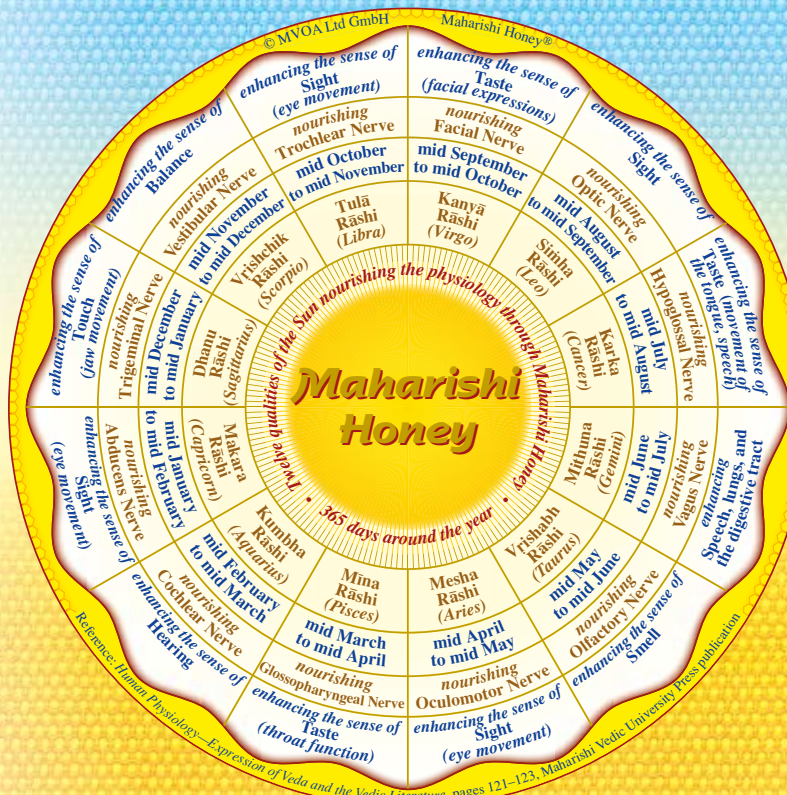 © MVOA Ltd GmbH
Maharishi Honey®
enhancing the sense of
Taste
(facial expressions)
nourishing
Facial Nerve
mid September
to mid October
Kanyā
Rāshi
(Virgo)
enhancing the sense of
Sight
nourishing
Optic Nerve
mid August
to mid September
Simha
Rāshi
(Leo)
enhancing the sense of
Taste (movement of
the tongue, speech)
nourishing
Hypoglossal Nerve
mid July
to mid August
Karka
Rāshi
(Cancer)
enhancing
Speech, lungs, and
the digestive tract
nourishing
Vagus Nerve
mid June
to mid July
Mithuna
Rāshi
(Gemini)
enhancing the sense of
Smell
nourishing
Olfactory Nerve
mid May
to mid June
Vrishabh
Rāshi
(Taurus)
enhancing the sense of
Sight
(eye movement)
nourishing
Oculomotor Nerve
mid April
to mid May
Mesha
Rāshi
(Aries)
enhancing the sense of
Taste
(throat function)
nourishing
Glossopharyngeal Nerve
mid March
to mid April
Mīna
Rāshi
(Pisces)
enhancing the sense of
Hearing
nourishing
Cochlear Nerve
mid February
to mid March
Kumbha
Rāshi
(Aquarius)
enhancing the sense of
Sight
(eye movement)
nourishing
Abducens Nerve
mid January
to mid February
Makara
Rāshi
(Capricorn)
enhancing the sense of
Touch
(jaw movement)
nourishing
Trigeminal Nerve
mid December
to mid January
Dhanu
Rāshi
(Sagittarius)
enhancing the sense of
Balance
nourishing
Vestibular Nerve
mid November
to mid December
Vrishchik
Rāshi
(Scorpio)
enhancing the sense of
Sight
(eye movement)
nourishing
Trochlear Nerve
mid October
to mid November
Tulā
Rāshi
(Libra)
Twelve qualities of the Sun nourishing the physiology through Maharishi Honey
• 365 days around the year •
Maharishi
Honey
Reference: Human Physiology—Expression of Veda and the Vedic Literature, pages 121–123, Maharishi Vedic University Press publication